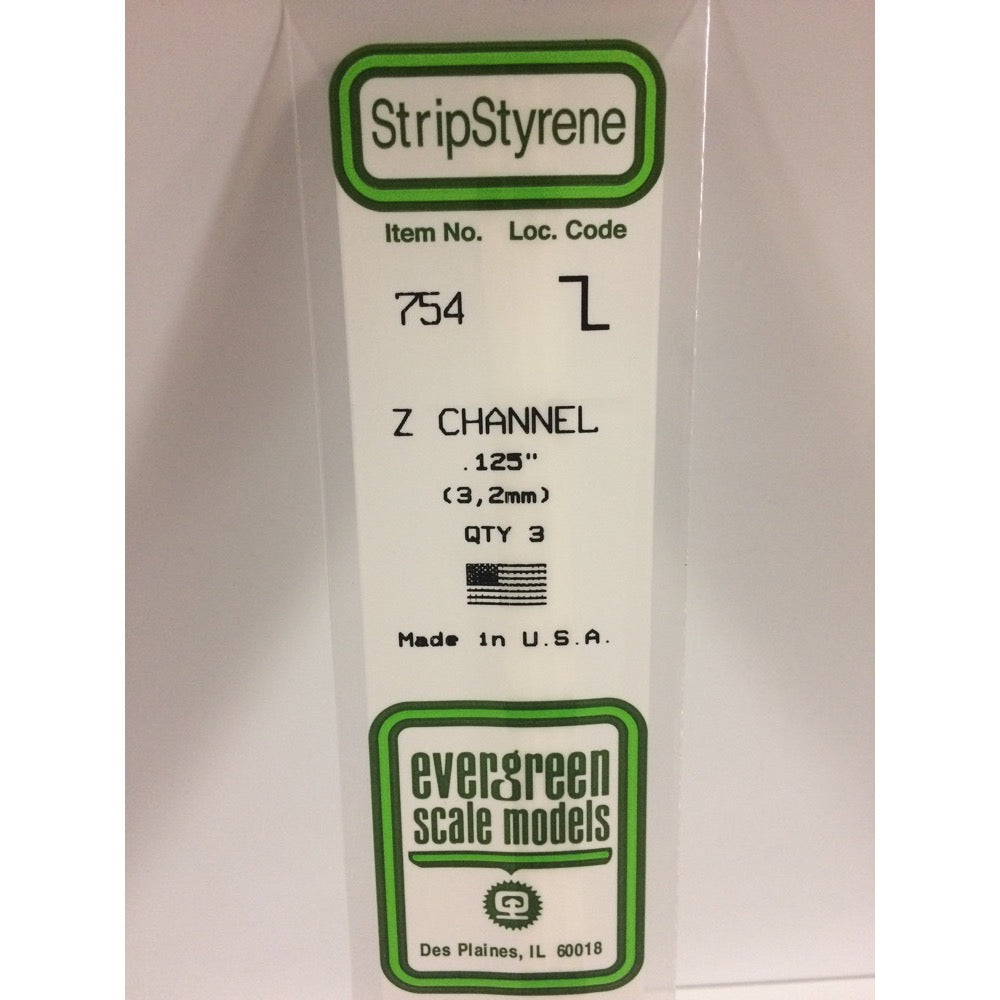 StripStyrene
Item No. Loc. Code
754
Z CHANNEL
.125"
(3,2mm)
QTY 3
Made in U.S.A.
evergreen
scale models
Des Plaines, IL 60018